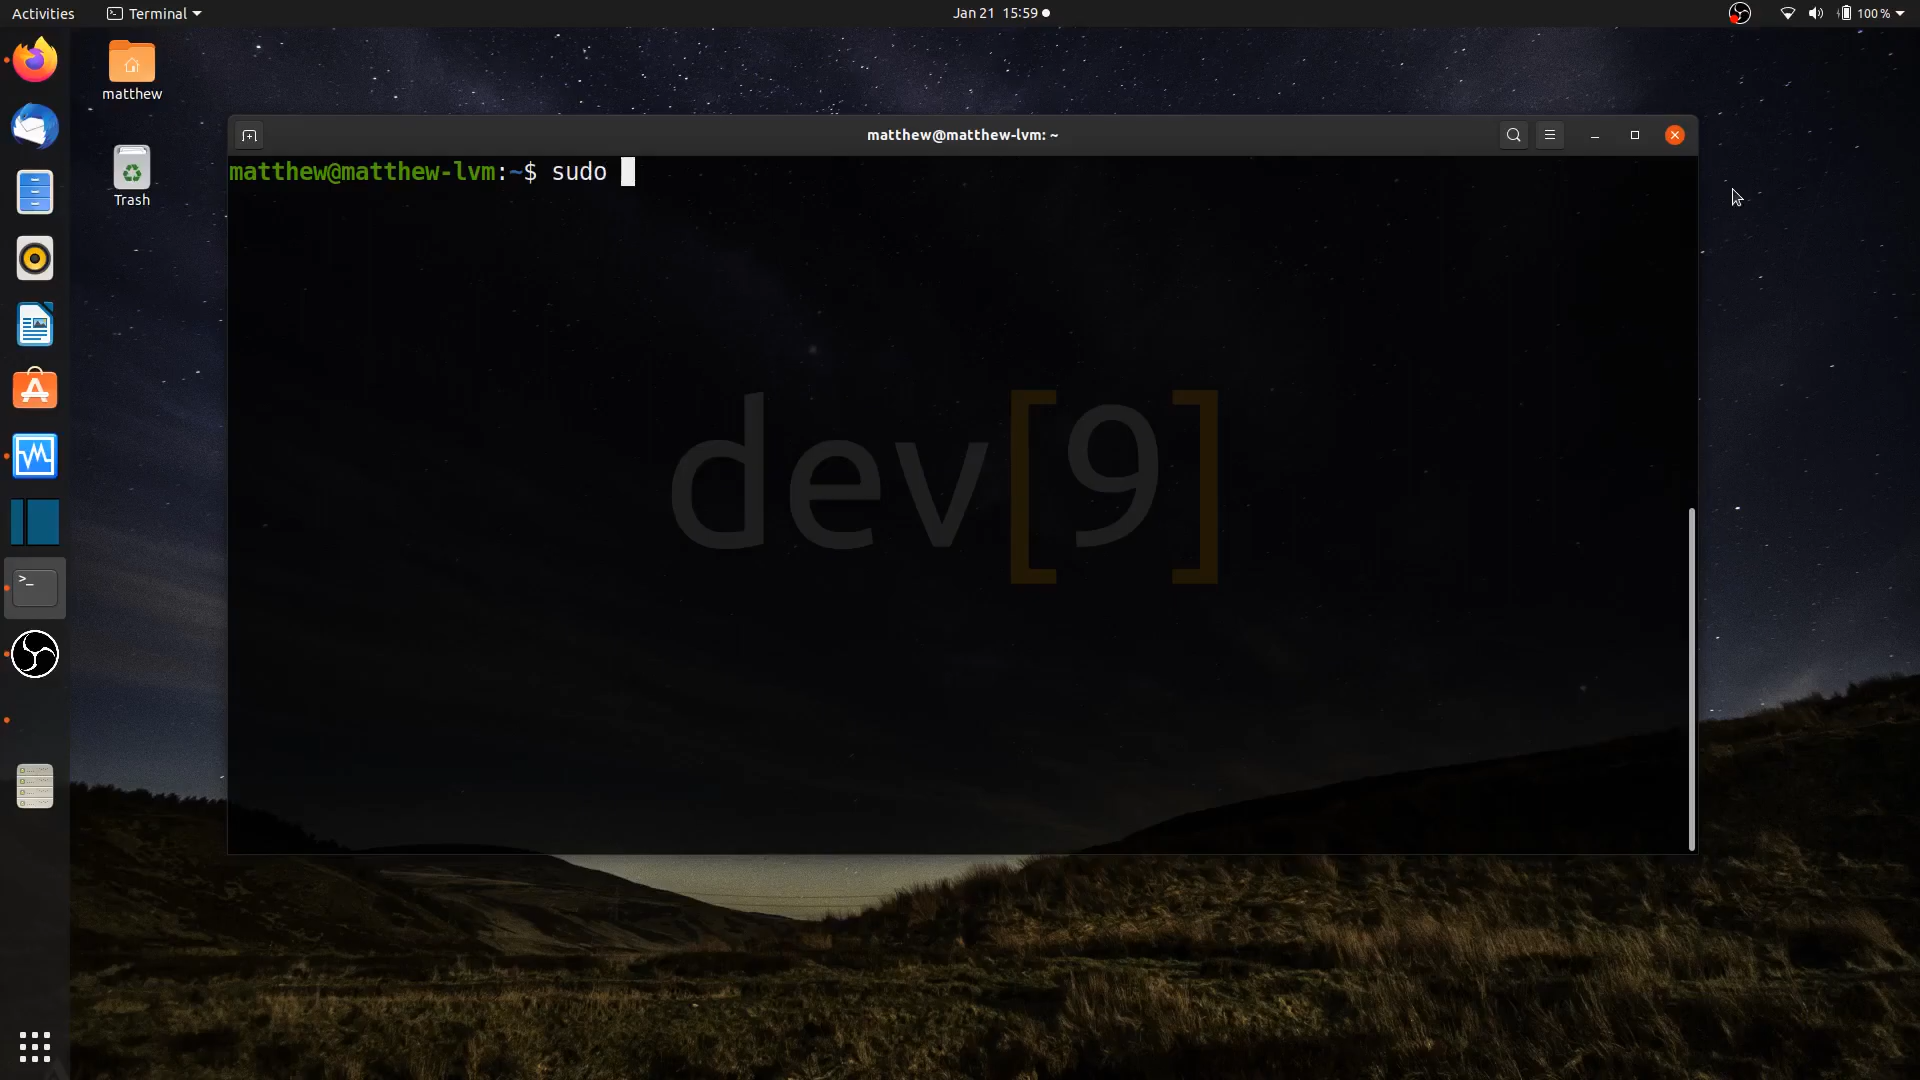 Activities
Terminal
Jan 21 15:59
100 %
matthew
Trash
matthew@matthew-lvm: ~
matthew@matthew-lvm:~$ sudo
dev[9]